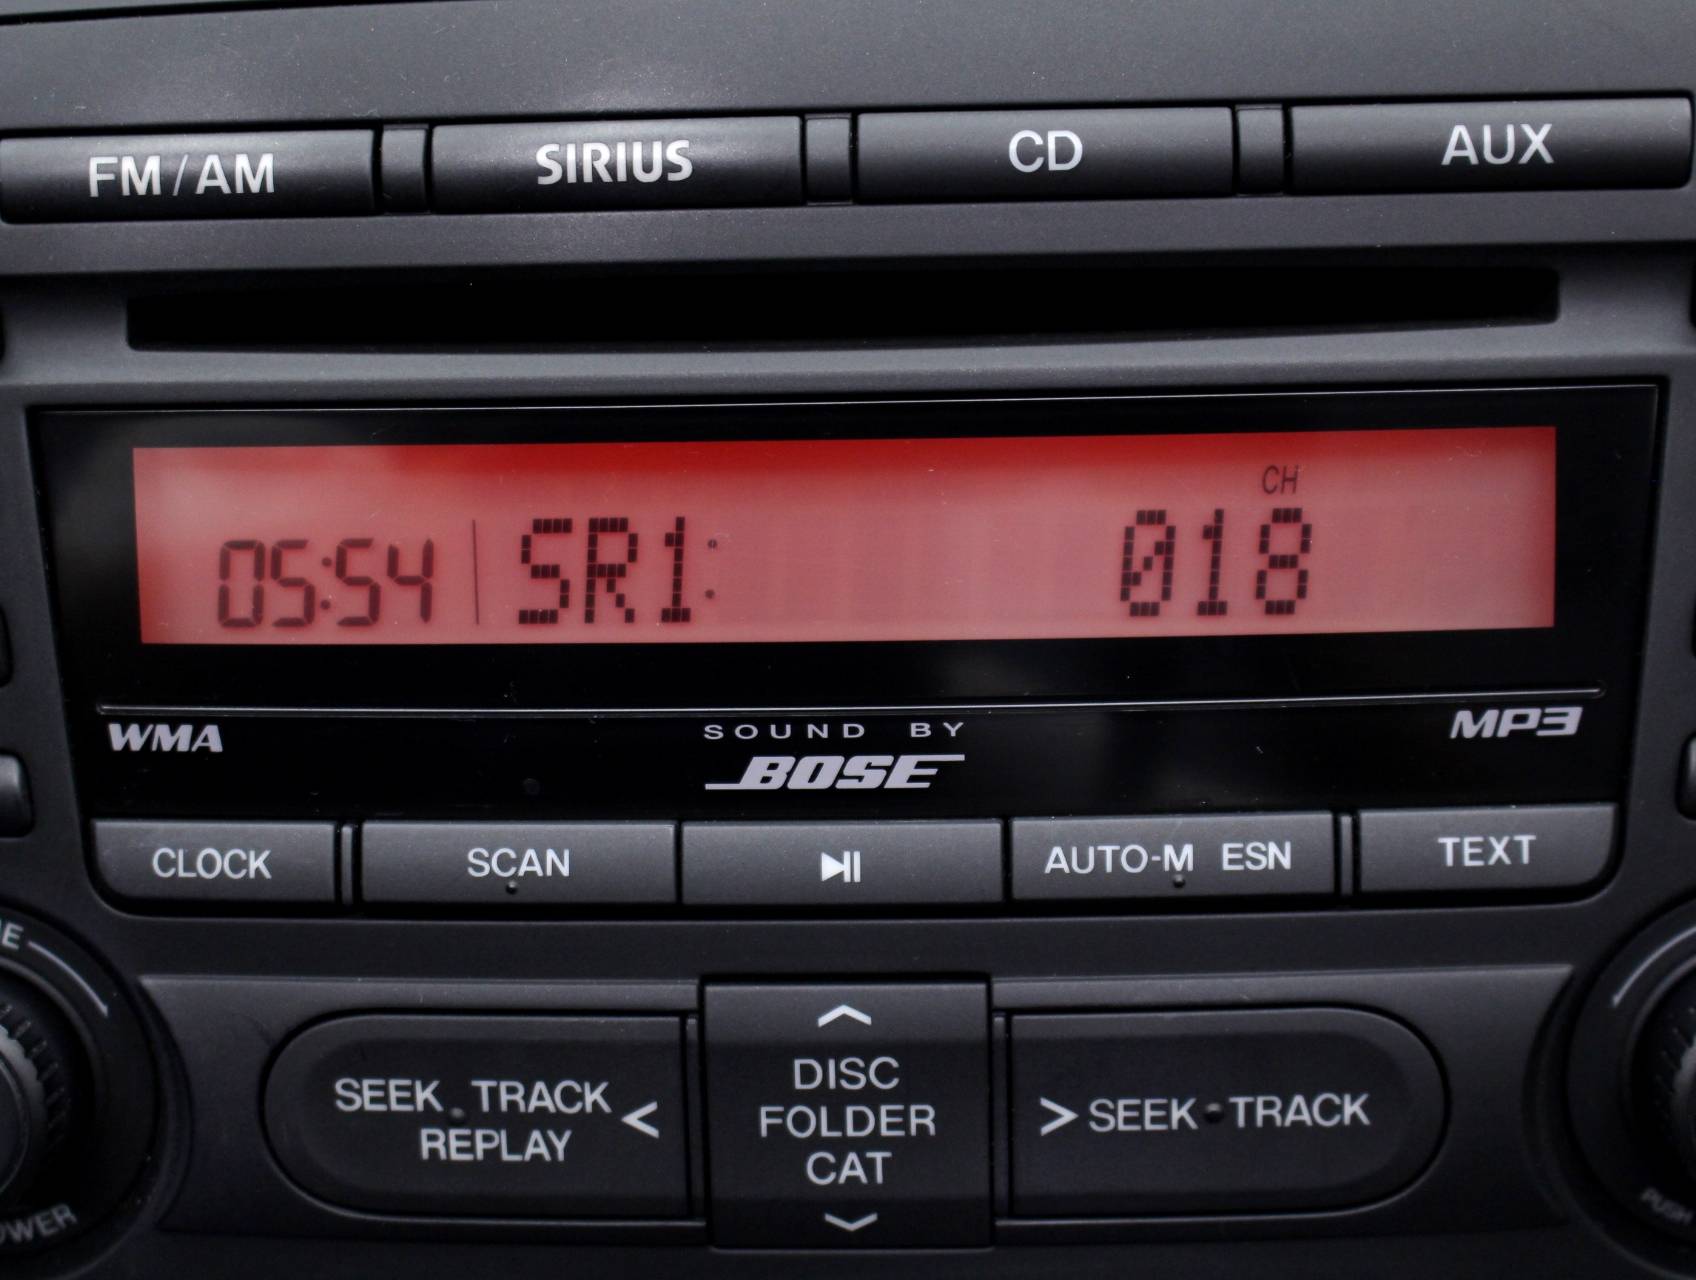 FM/AM SIRIUS CD AUX
CH
05:54 SR1: 018
WMA SOUND BY MP3
BOSE
CLOCK SCAN AUTO-M ESN TEXT
SEEK TRACK
REPLAY
DISC
FOLDER
CAT
SEEK TRACK
PUSH